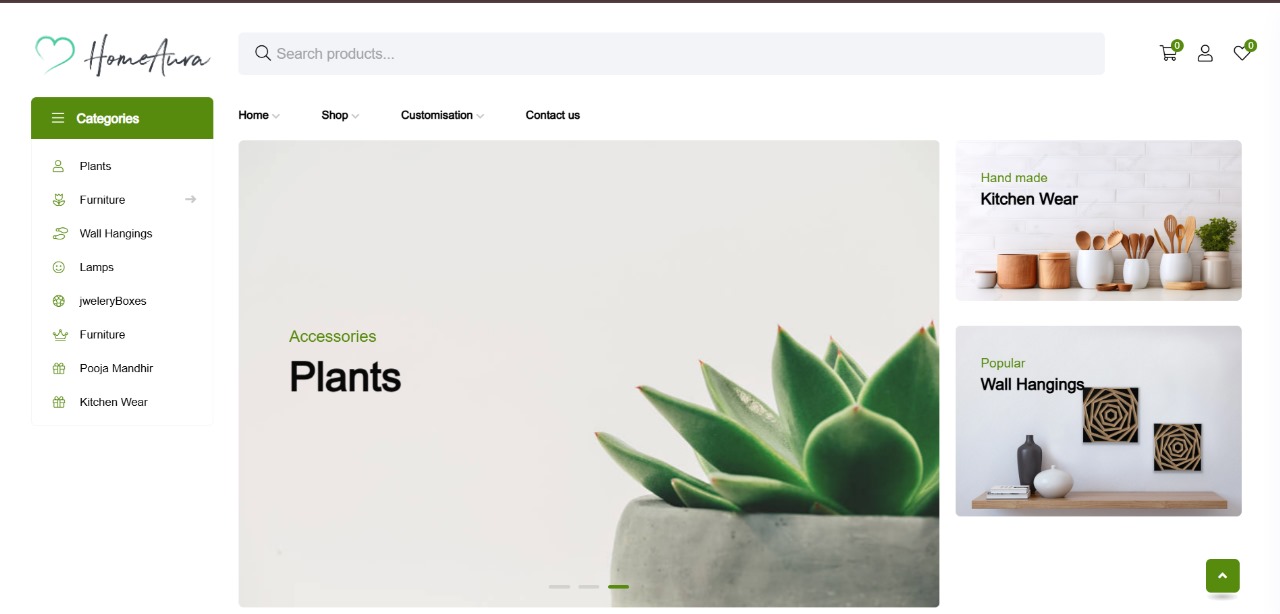 HomeAura
Search products...
0
0
Categories
Home
Shop
Customisation
Contact us
Plants
Furniture
Wall Hangings
Lamps
jweleryBoxes
Furniture
Pooja Mandhir
Kitchen Wear
Accessories
Plants
Hand made
Kitchen Wear
Popular
Wall Hangings